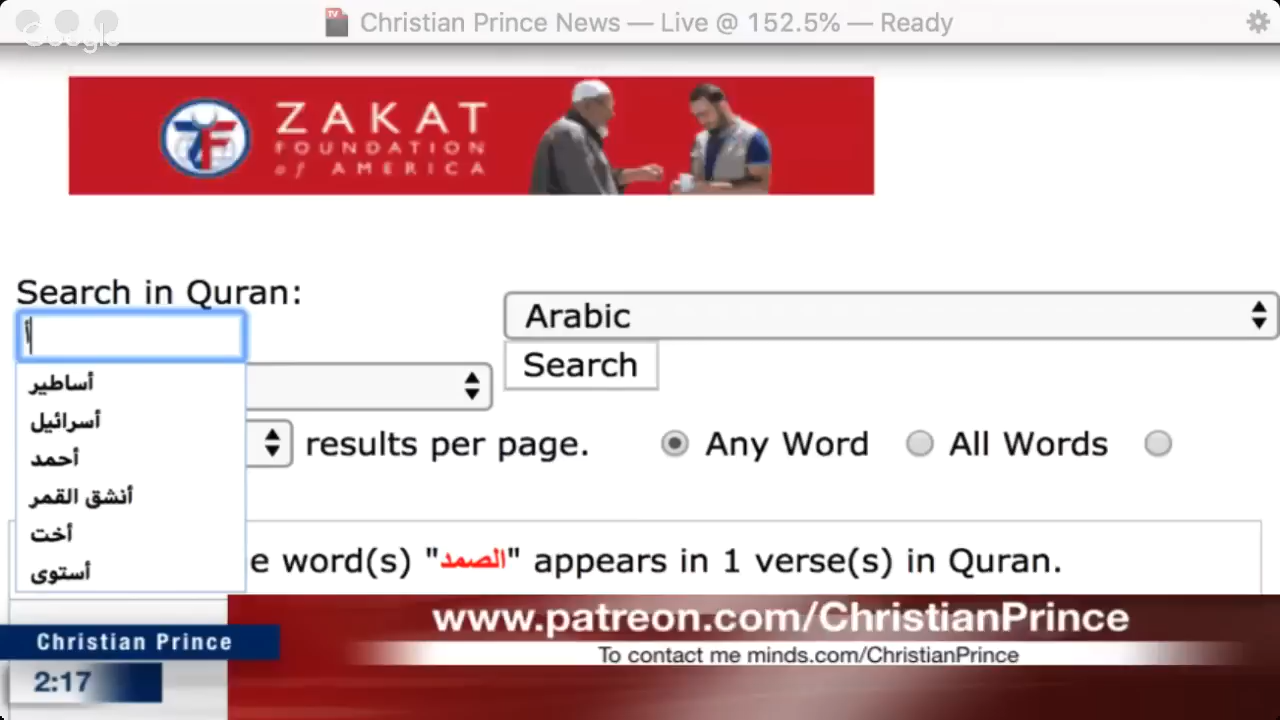 Christian Prince News — Live @ 152.5% — Ready
Google
ZAKAT
FOUNDATION
of AMERICA
Search in Quran:
أ
Arabic
Search
أساطير
أسرائيل
أحمد
أنشق القمر
أخت
أستوى
results per page.
Any Word
All Words
e word(s) "الصمد" appears in 1 verse(s) in Quran.
www.patreon.com/ChristianPrince
To contact me minds.com/ChristianPrince
Christian Prince
2:17